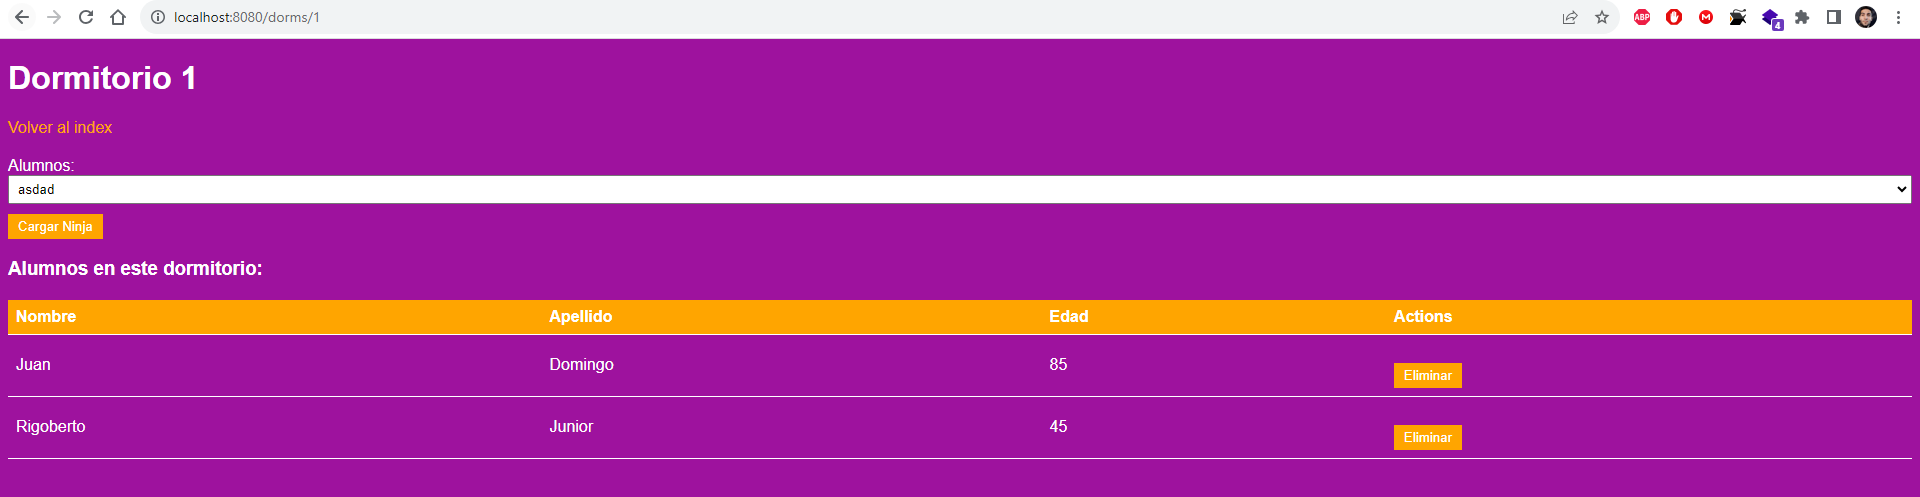 localhost:8080/dorms/1
ABP
M
4
Dormitorio 1
Volver al index
Alumnos:
asdad
Cargar Ninja
Alumnos en este dormitorio:
Nombre Apellido Edad Actions
Juan Domingo 85 Eliminar
Rigoberto Junior 45 Eliminar